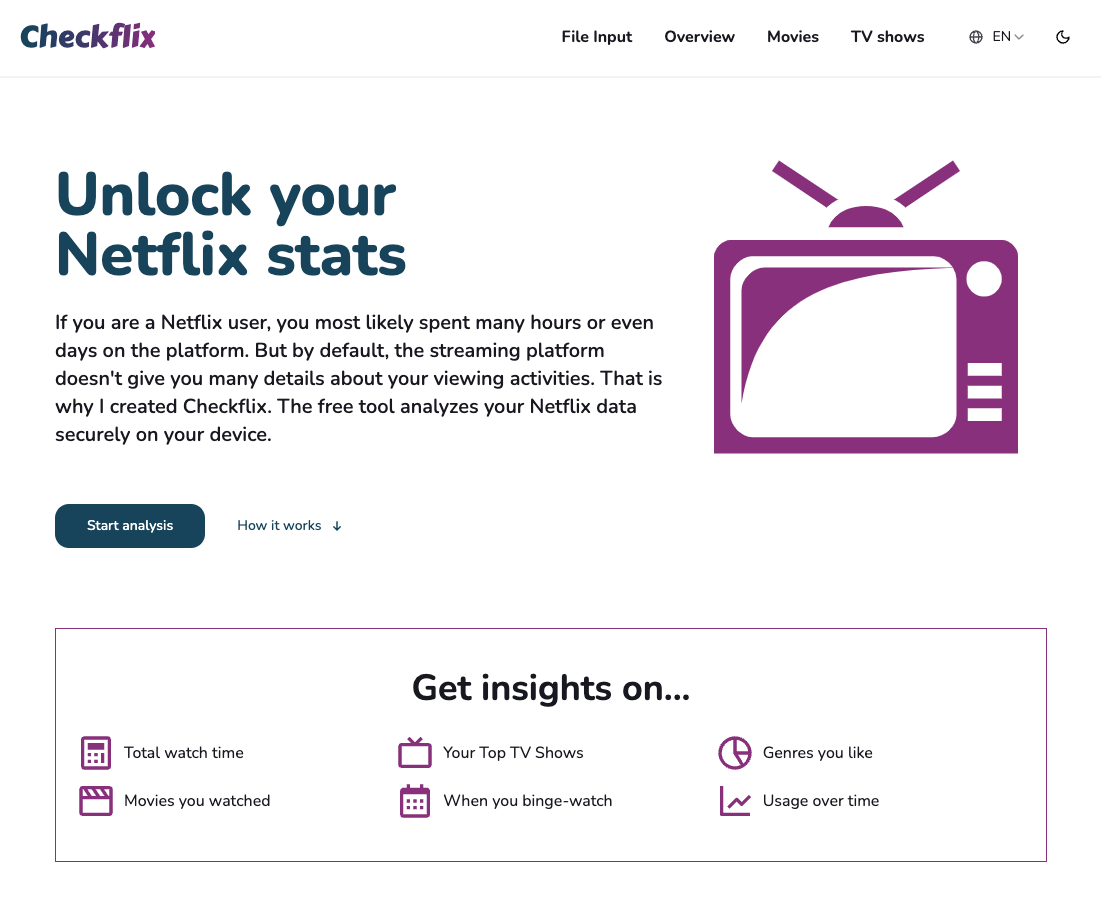 Checkflix
File Input Overview Movies TV shows EN
Unlock your
Netflix stats
If you are a Netflix user, you most likely spent many hours or even
days on the platform. But by default, the streaming platform
doesn't give you many details about your viewing activities. That is
why I created Checkflix. The free tool analyzes your Netflix data
securely on your device.
Start analysis How it works ↓
Get insights on...
Total watch time Your Top TV Shows Genres you like
Movies you watched When you binge-watch Usage over time